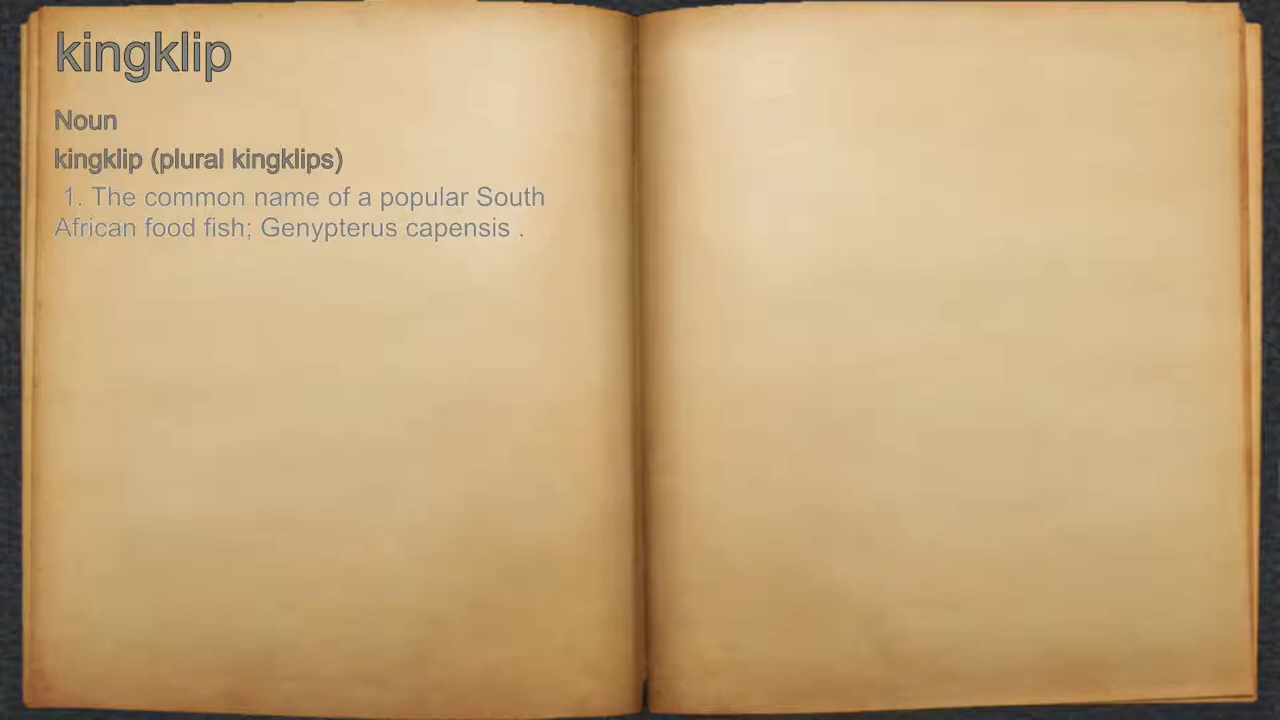 kingklip
Noun
kingklip (plural kingklips)
1. The common name of a popular South
African food fish; Genypterus capensis .